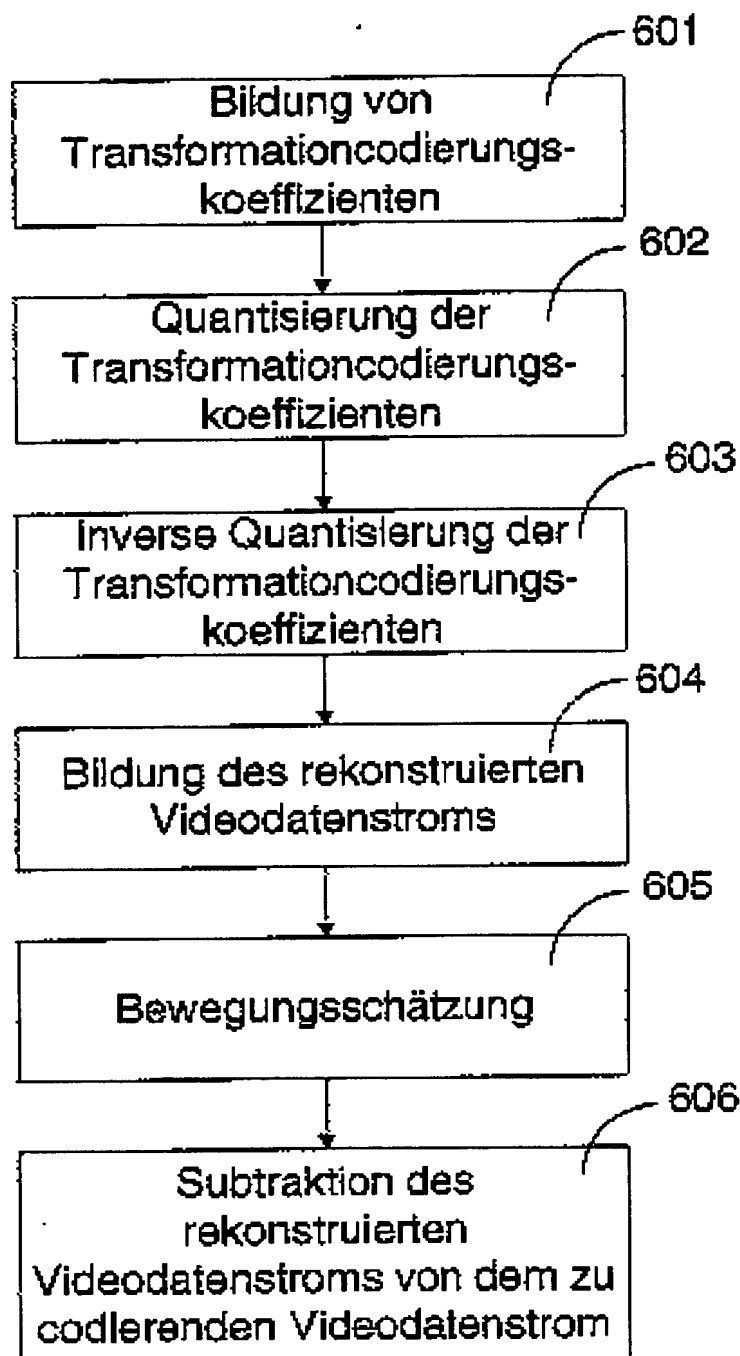 601
Bildung von
Transformationcodierungs-
koeffizienten
602
Quantisierung der
Transformationcodierungs-
koeffizienten
603
Inverse Quantisierung der
Transformationcodierungs-
koeffizienten
604
Bildung des rekonstruierten
Videodatenstroms
605
Bewegungsschätzung
606
Subtraktion des
rekonstruierten
Videodatenstroms von dem zu
codierenden Videodatenstrom